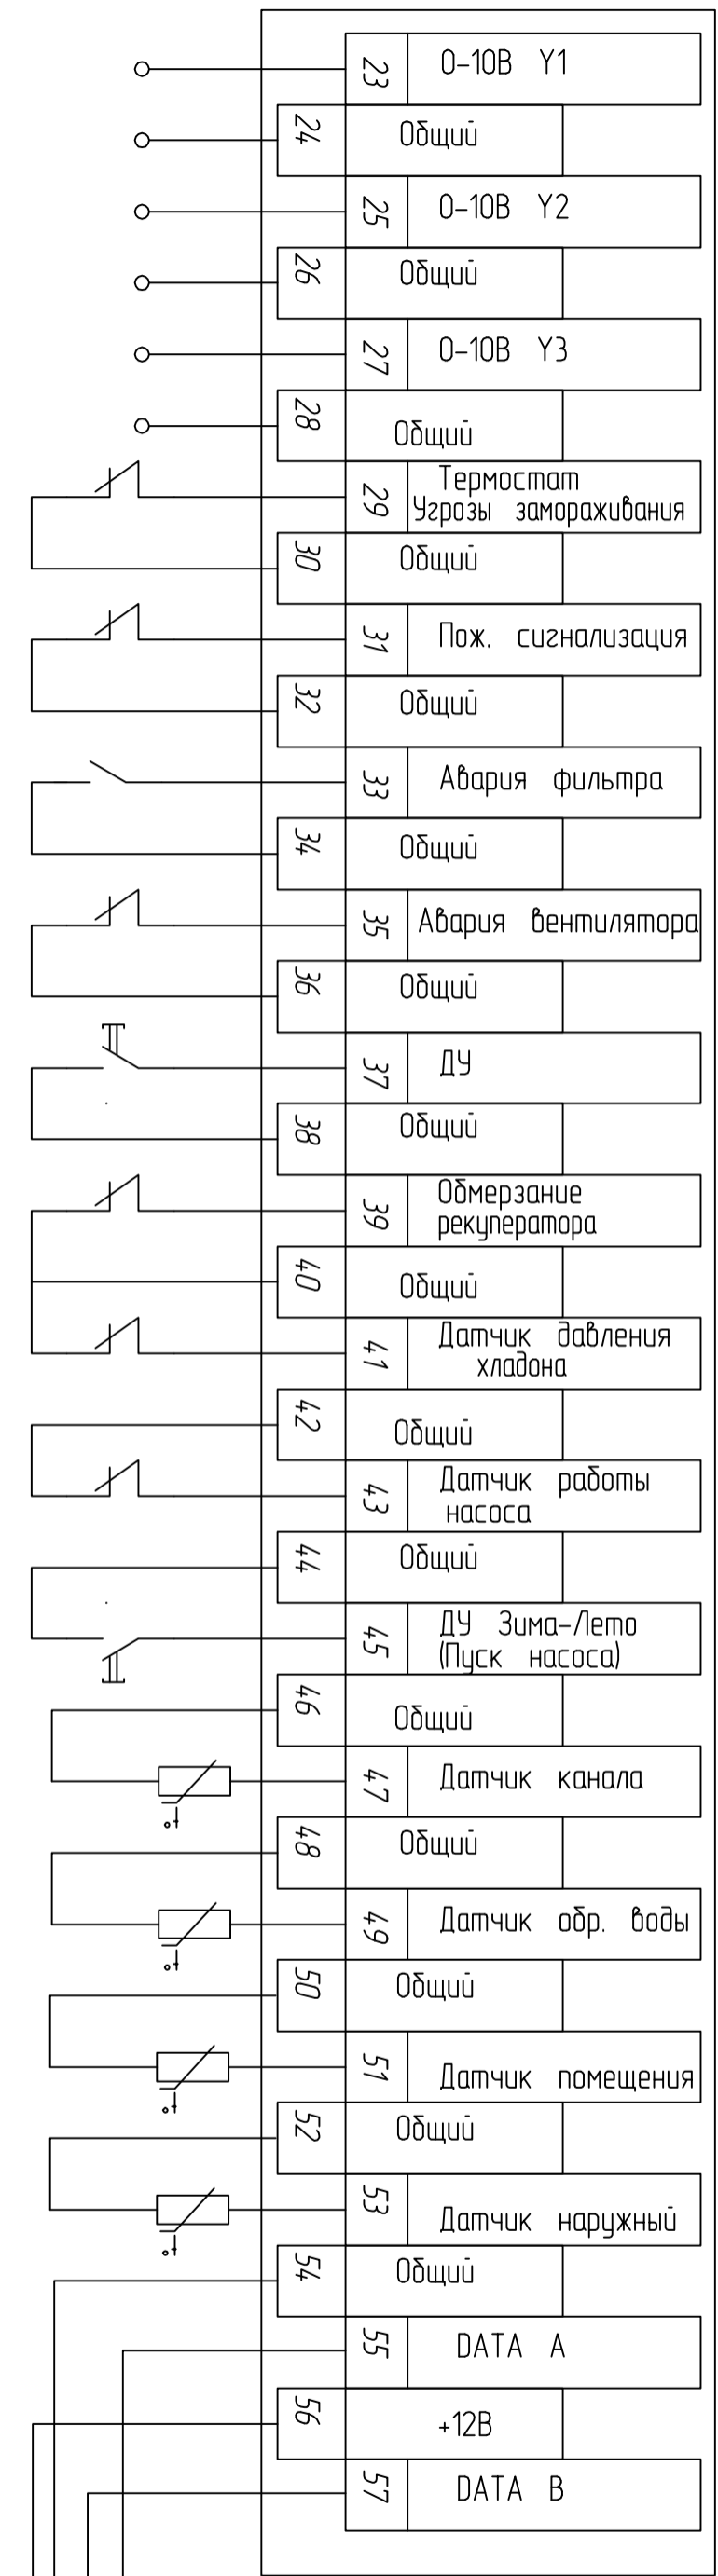 23 0-10В Y1
24 Общий
25 0-10В Y2
26 Общий
27 0-10В Y3
28 Общий
29 Термостат
Угрозы замораживания
30 Общий
31 Пож. сигнализация
32 Общий
33 Авария фильтра
34 Общий
35 Авария вентилятора
36 Общий
37 ДУ
38 Общий
39 Обмерзание
рекуператора
40 Общий
41 Датчик давления
хладона
42 Общий
43 Датчик работы
насоса
44 Общий
45 ДУ Зима-Лето
(Пуск насоса)
46 Общий
47 Датчик канала
t°
48 Общий
49 Датчик обр. воды
t°
50 Общий
51 Датчик помещения
t°
52 Общий
53 Датчик наружный
t°
54 Общий
55 DATA A
56 +12В
57 DATA B